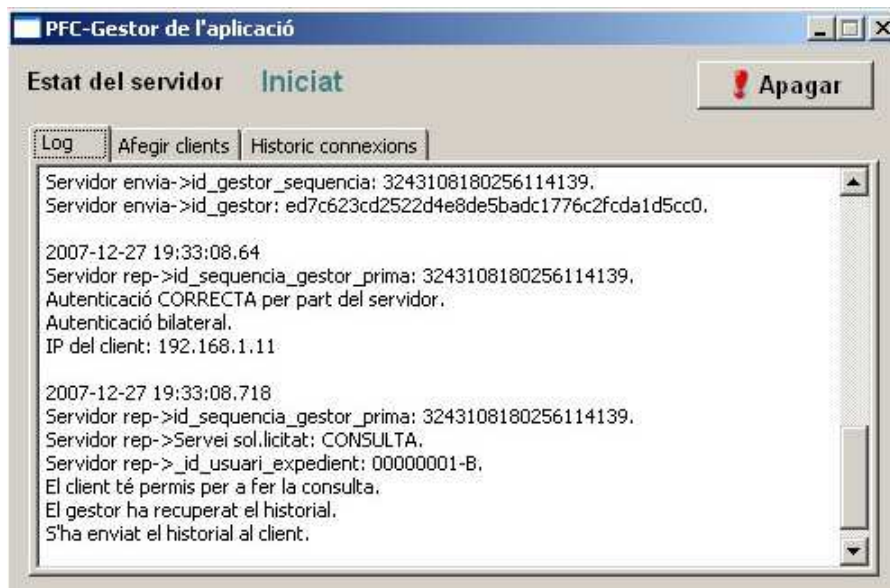 PFC-Gestor de l'aplicació
Estat del servidor Iniciat Apagar
Log Afegir clients Historic connexions
Servidor envia->id_gestor_sequencia: 3243108180256114139.
Servidor envia->id_gestor: ed7c623cd2522d4e8de5badc1776c2fcda1d5cc0.
2007-12-27 19:33:08.64
Servidor rep->id_sequencia_gestor_prima: 3243108180256114139.
Autenticació CORRECTA per part del servidor.
Autenticació bilateral.
IP del client: 192.168.1.11
2007-12-27 19:33:08.718
Servidor rep->id_sequencia_gestor_prima: 3243108180256114139.
Servidor rep->Servei sol.licitat: CONSULTA.
Servidor rep->_id_usuari_expedient: 00000001-B.
El client té permis per a fer la consulta.
El gestor ha recuperat el historial.
S'ha enviat el historial al client.